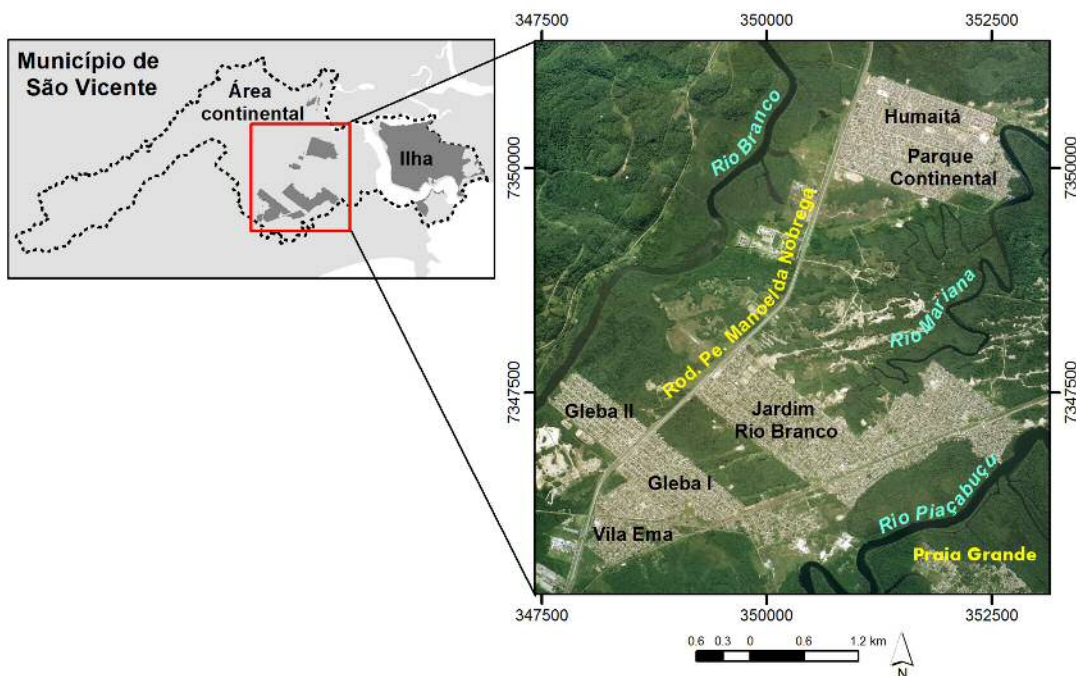 Município de
São Vicente
Área
continental
Ilha
347500
350000
352500
7350000
7350000
7347500
7347500
Humaitá
Parque
Continental
Rio Branco
Rod. Pe. Manoel da Nóbrega
Rio Mariana
Gleba II
Jardim
Rio Branco
Gleba I
Vila Ema
Rio Piaçabuçu
Praia Grande
347500
350000
352500
0.6 0.3 0 0.6 1.2 km
N